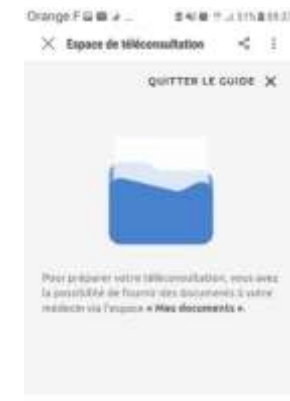 Orange F
Espace de téléconsultation
QUITTER LE GUIDE
Pour préparer votre téléconsultation, vous avez
la possibilité de fournir des documents à votre
médecin via l'espace « Mes documents ».